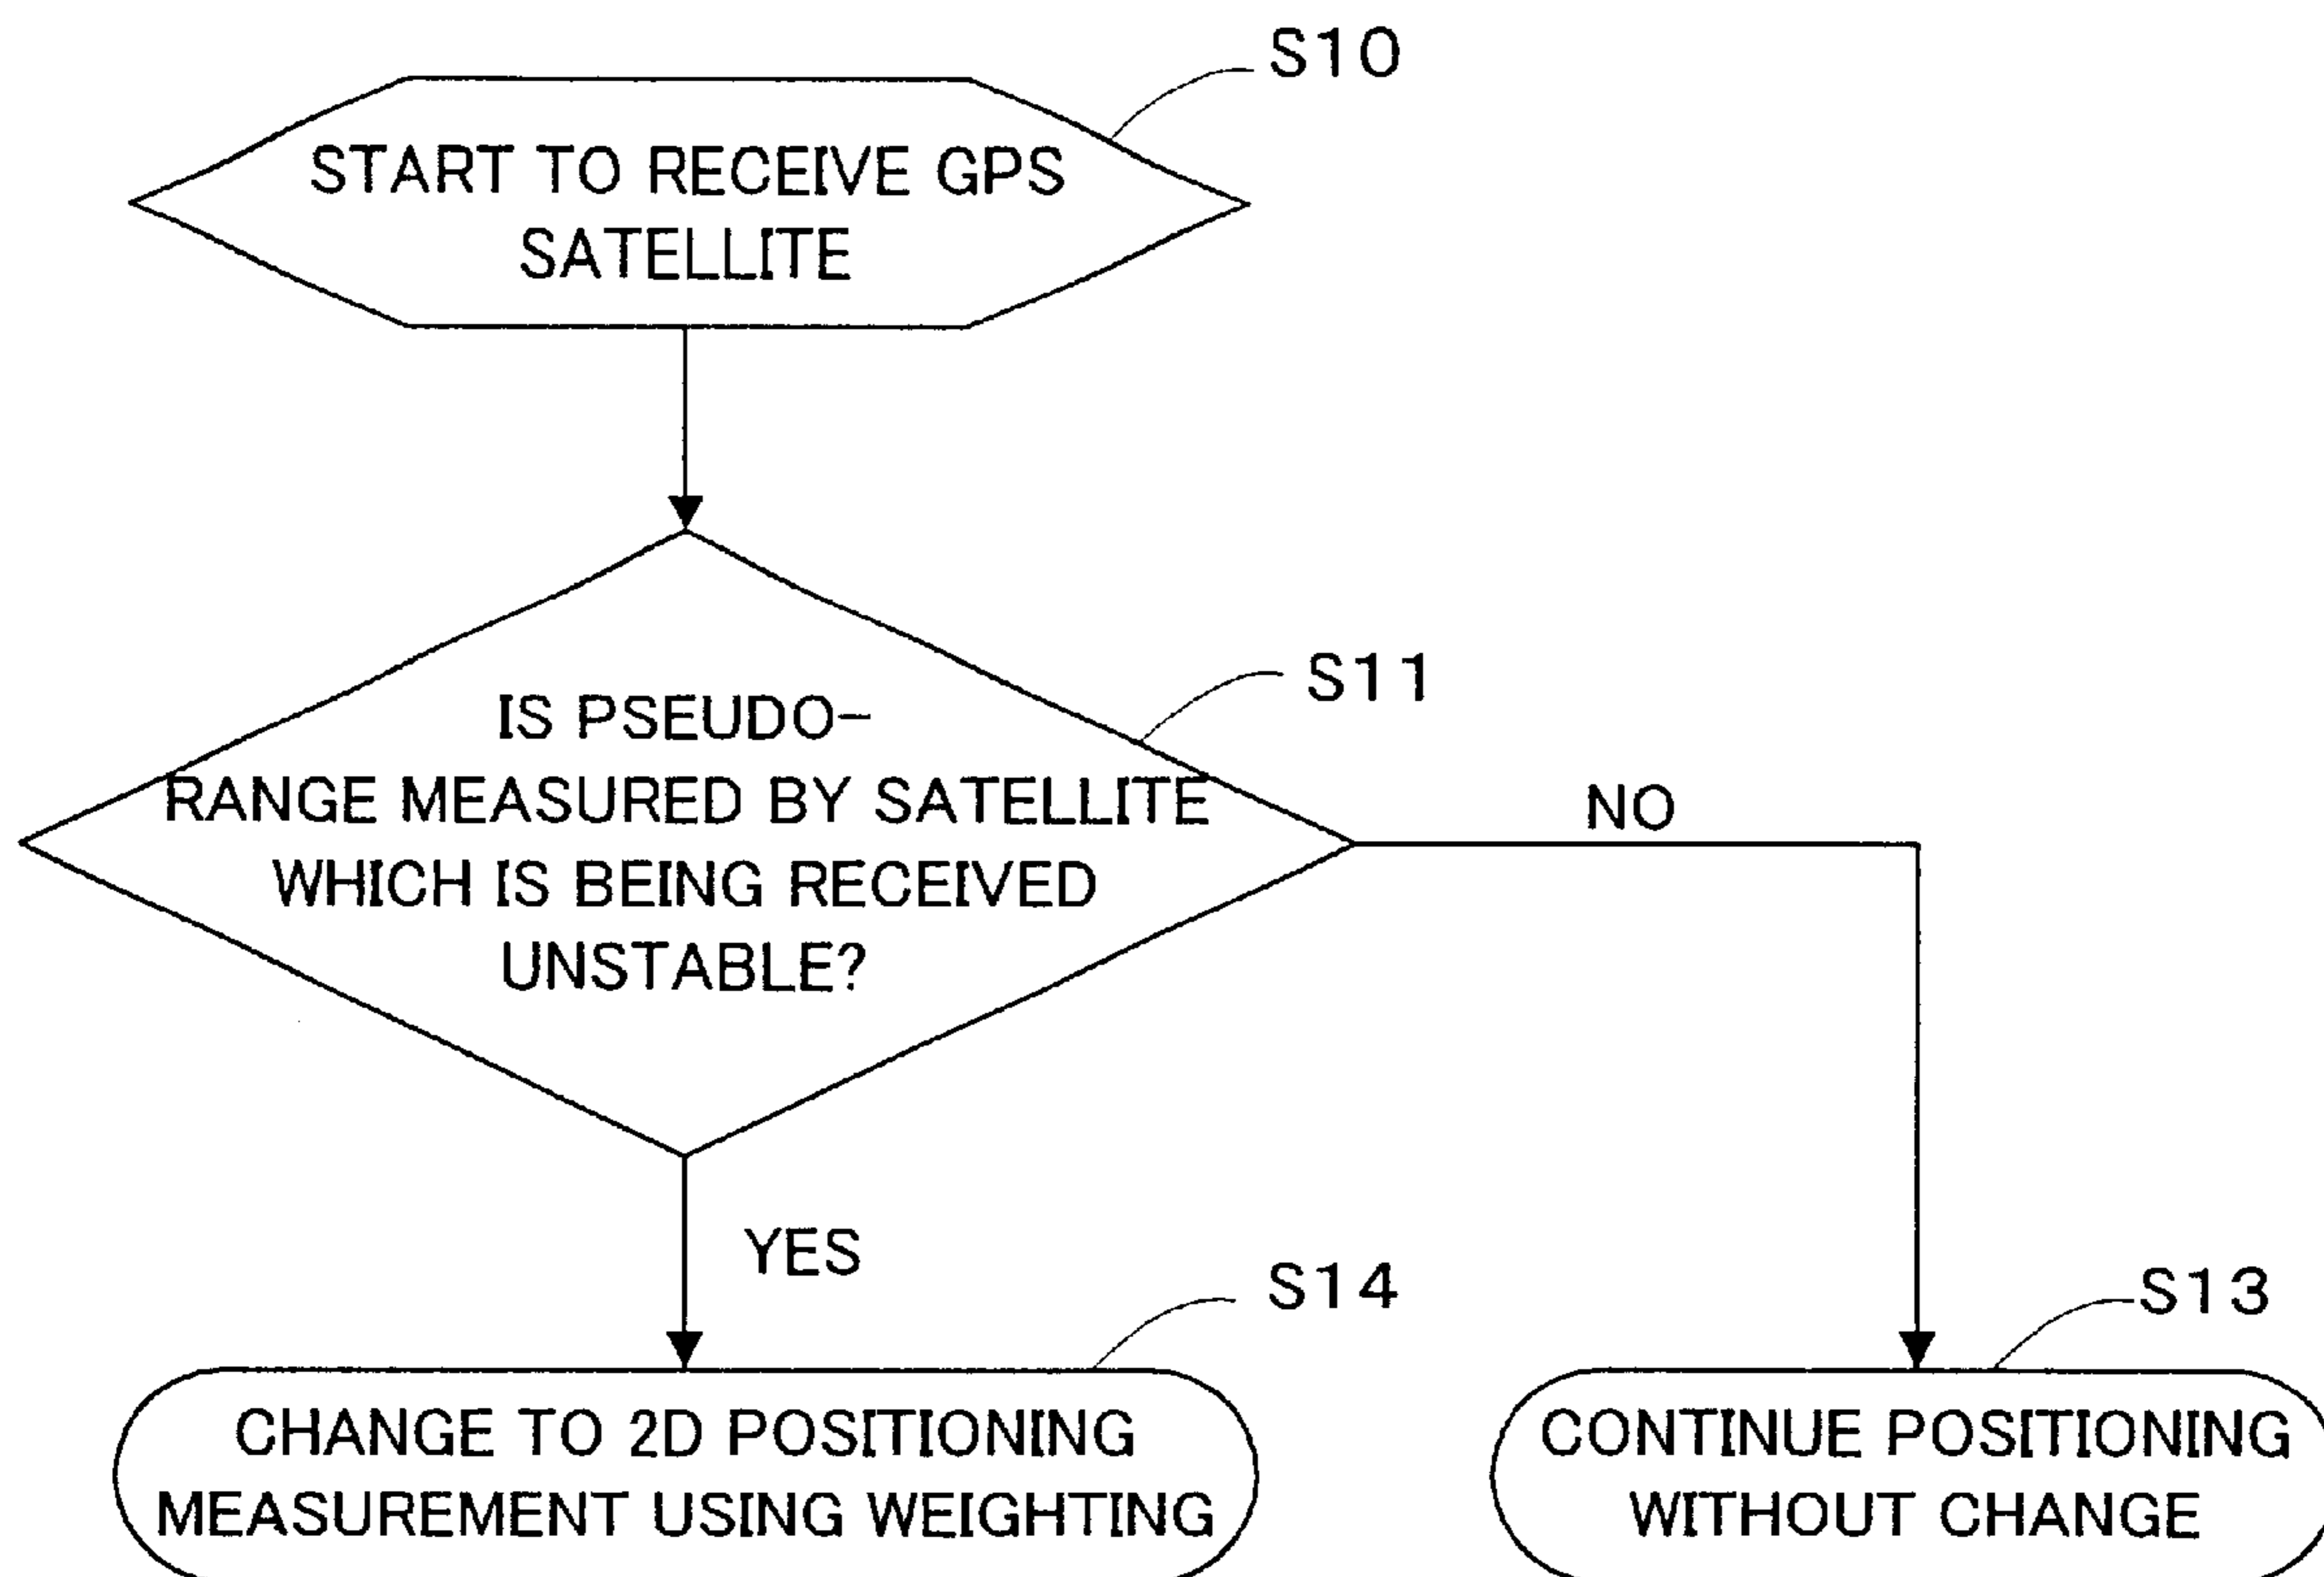 S10
START TO RECEIVE GPS
SATELLITE
S11
IS PSEUDO-
RANGE MEASURED BY SATELLITE
WHICH IS BEING RECEIVED
UNSTABLE?
NO
YES
S14
S13
CHANGE TO 2D POSITIONING
MEASUREMENT USING WEIGHTING
CONTINUE POSITIONING
WITHOUT CHANGE